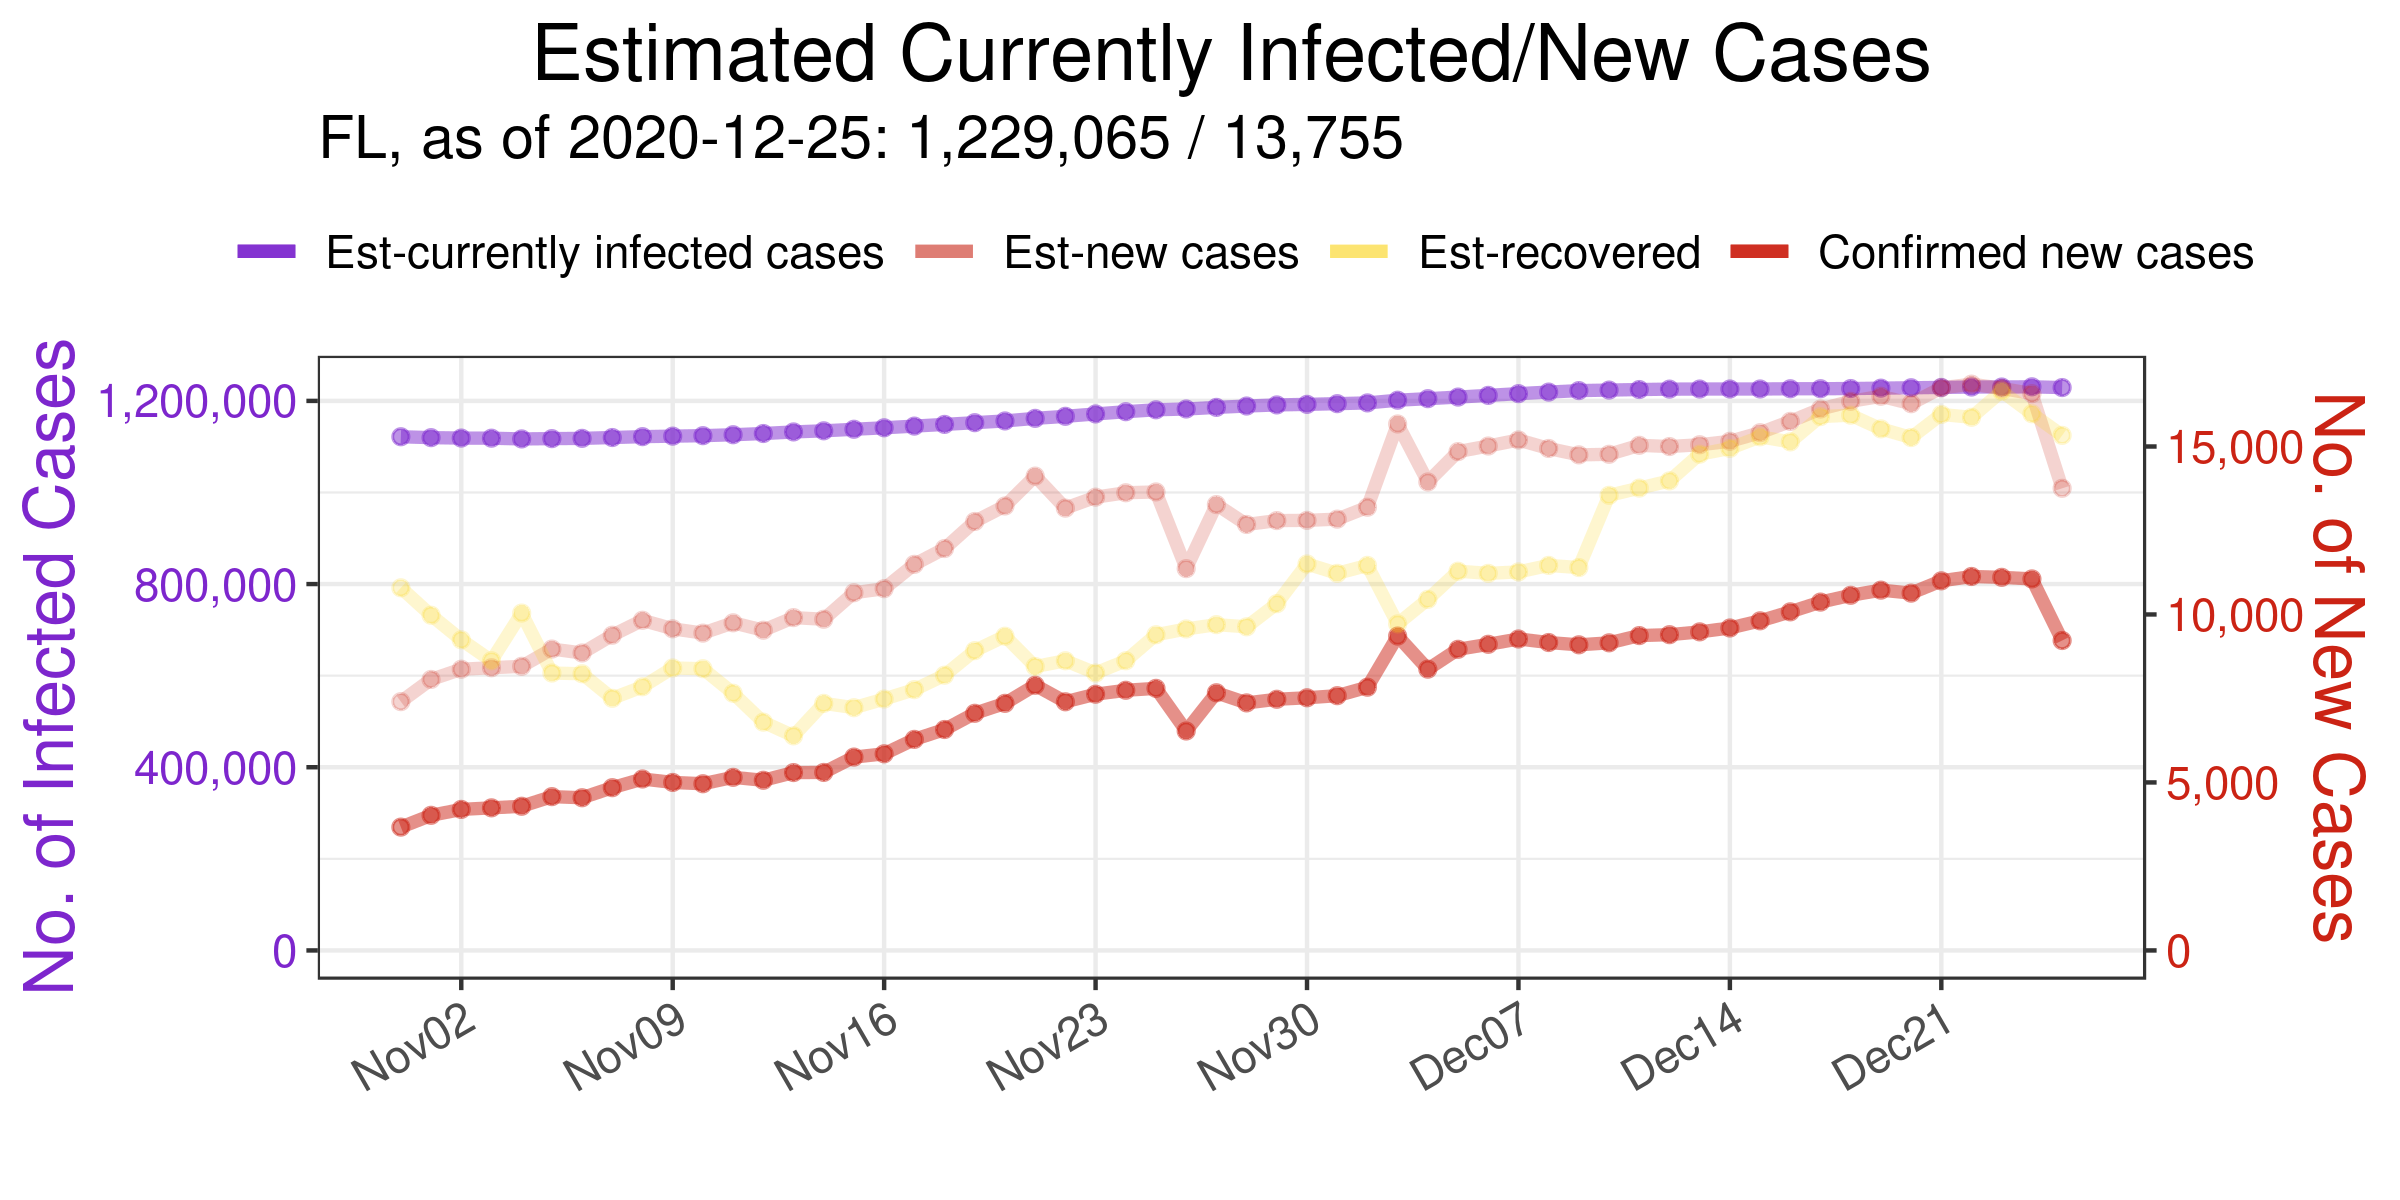 Estimated Currently Infected/New Cases
FL, as of 2020-12-25: 1,229,065 / 13,755
Est-currently infected cases Est-new cases Est-recovered Confirmed new cases
No. of Infected Cases
1,200,000
800,000
400,000
0
No. of New Cases
15,000
10,000
5,000
0
Nov02 Nov09 Nov16 Nov23 Nov30 Dec07 Dec14 Dec21